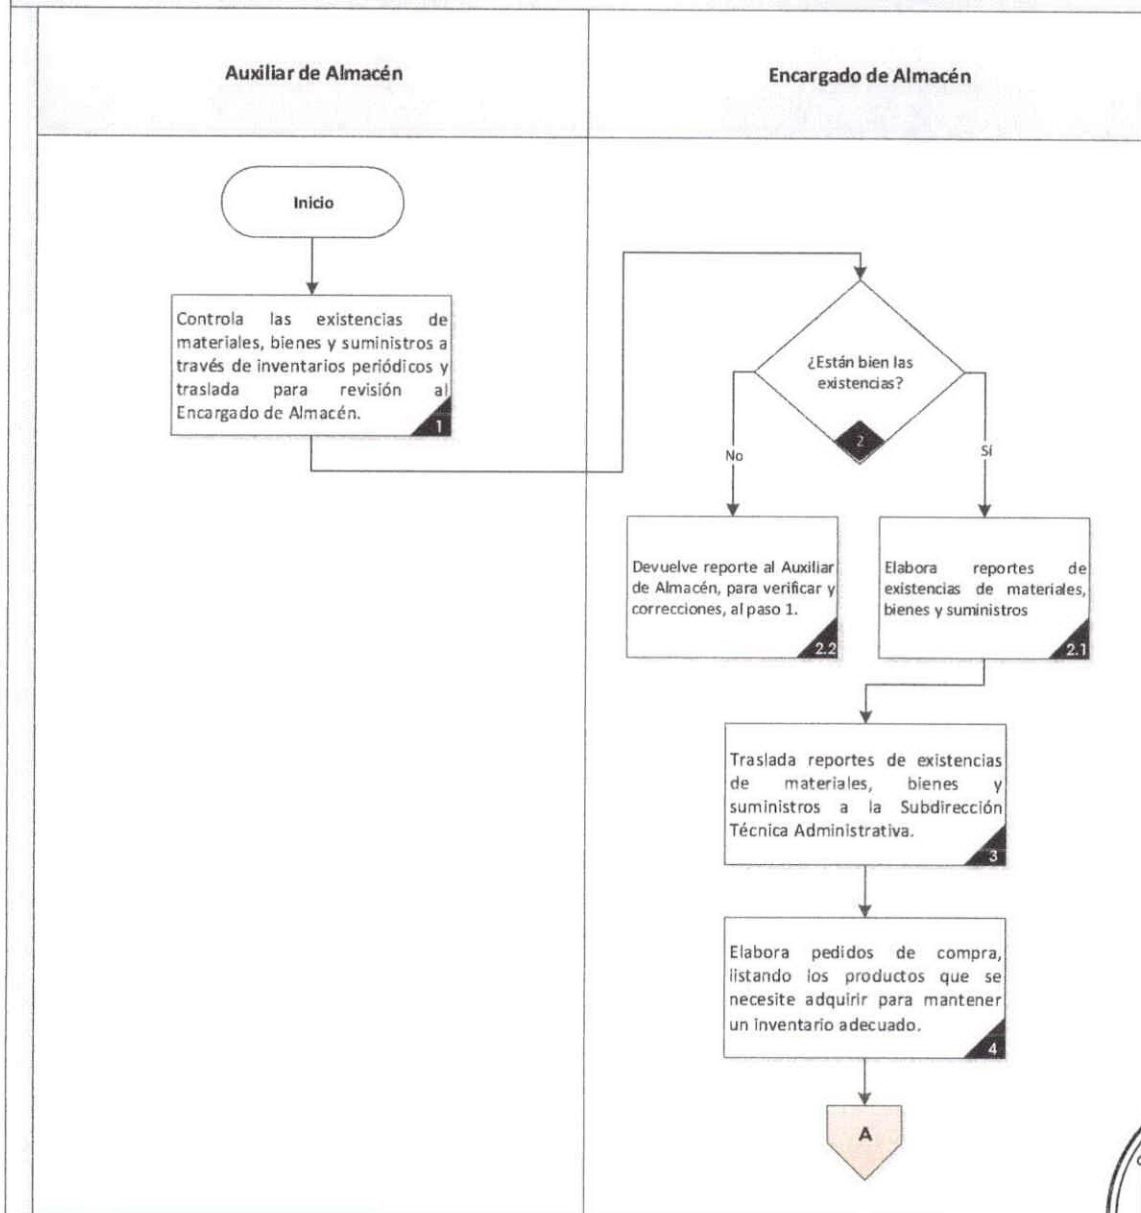 Auxiliar de Almacén
Encargado de Almacén
Inicio
Controla las existencias de
materiales, bienes y suministros a
través de inventarios periódicos y
traslada para revisión al
Encargado de Almacén.
1
¿Están bien las
existencias?
2
No
Sí
Devuelve reporte al Auxiliar
de Almacén, para verificar y
correcciones, al paso 1.
2.2
Elabora reportes de
existencias de materiales,
bienes y suministros
2.1
Traslada reportes de existencias
de materiales, bienes y
suministros a la Subdirección
Técnica Administrativa.
3
Elabora pedidos de compra,
listando los productos que se
necesite adquirir para mantener
un inventario adecuado.
4
A